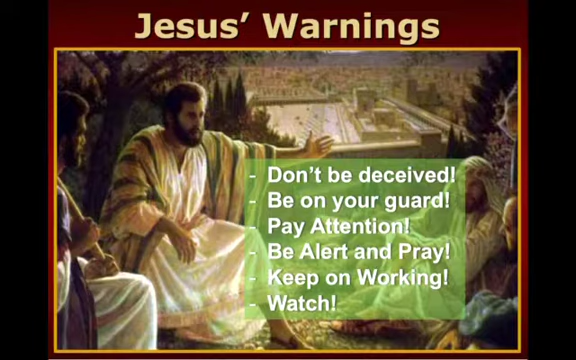 Jesus’ Warnings
- Don’t be deceived!
- Be on your guard!
- Pay Attention!
- Be Alert and Pray!
- Keep on Working!
- Watch!